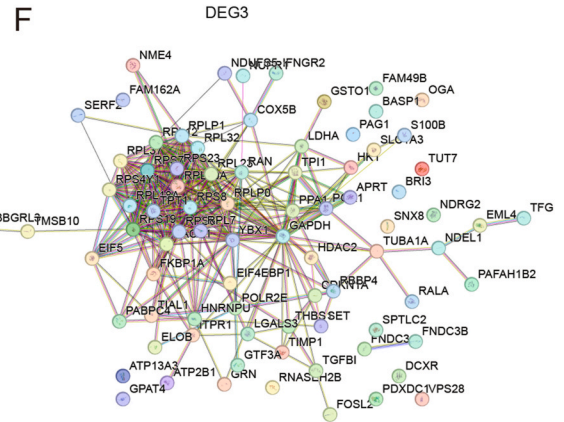 F
DEG3
NME4
NDUFS5
IFNGR2
FAM162A
FAM49B
OGA
GSTO1
BASP1
SERF2
COX5B
RPLP1
PAG1
S100B
RPL32
LDHA
SLC1A3
RPS23
RAN
TPI1
HK1
TUT7
RPS4Y1
RPS8
RPLP0
APRT
BRI3
PPA1
TMSB10
RPS19
RPL7
SNX8
NDRG2
EML4
TFG
YBX1
GAPDH
EIF5
HDAC2
TUBA1A
NDEL1
FKBP1A
EIF4EBP1
CDKN1A
RBBP4
PAFAH1B2
POLR2E
RALA
PABPC4
TIAL1
HNRNPU
THBS
SET
ITPR1
LGALS3
SPTLC2
ELOB
TIMP1
FNDC3B
GTF3A
TGFBI
ATP13A3
ATP2B1
DCXR
GPAT4
GRN
RNASEH2B
PDXDC1
VPS28
FOSL2